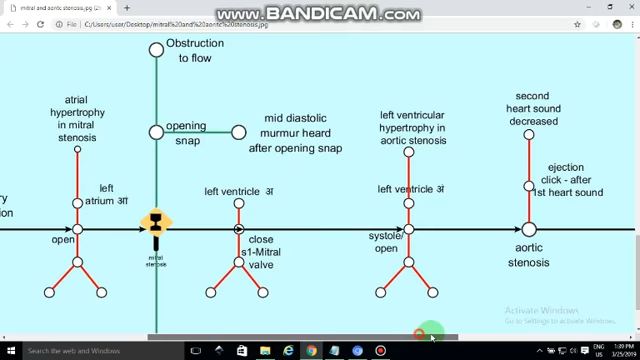 mitral and aortic stenosis.jpg (2
www.BANDICAM.com
C:/Users/user/Desktop/mitral%20and%20aortic%20stenosis.jpg
Obstruction
to flow
atrial
hypertrophy
in mitral
stenosis
opening
snap
mid diastolic
murmur heard
after opening snap
left ventricular
hypertrophy in
aortic stenosis
second
heart sound
decreased
left
atrium आ
left ventricle अ
left ventricle अं
ejection
click - after
1st heart sound
open
mitral
stenosis
close
s1-Mitral
valve
systole/
open
aortic
stenosis
Activate Windows
Go to Settings to activate Windows.
Search Windows
ENG
1:39 PM
3/25/2019